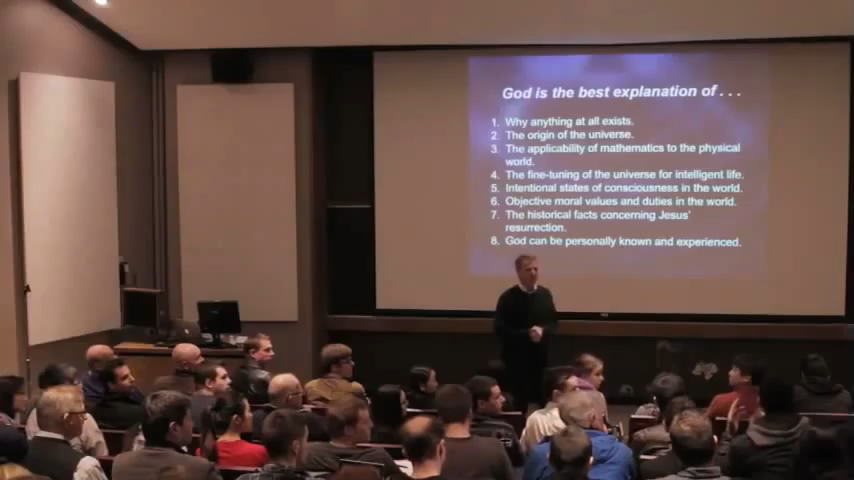 God is the best explanation of . . .
1. Why anything at all exists.
2. The origin of the universe.
3. The applicability of mathematics to the physical
world.
4. The fine-tuning of the universe for intelligent life.
5. Intentional states of consciousness in the world.
6. Objective moral values and duties in the world.
7. The historical facts concerning Jesus'
resurrection.
8. God can be personally known and experienced.